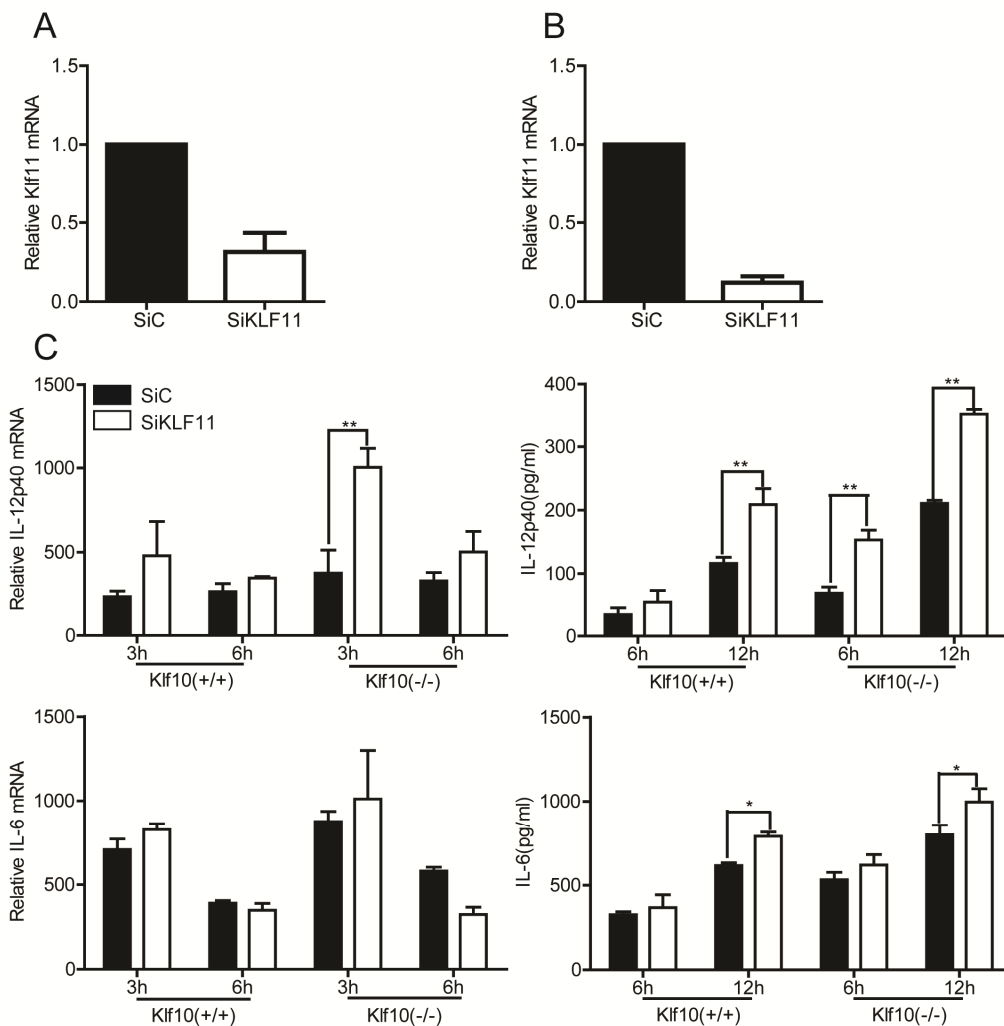 A
Relative Klf11 mRNA
1.5
1.0
0.5
0.0
SiC
SiKLF11
B
Relative Klf11 mRNA
1.5
1.0
0.5
0.0
SiC
SiKLF11
C
SiC
SiKLF11
Relative IL-12p40 mRNA
1500
1000
500
0
**
3h
6h
3h
6h
Klf10(+/+)
Klf10(-/-)
IL-12p40(pg/ml)
400
300
200
100
0
**
**
**
6h
12h
6h
12h
Klf10(+/+)
Klf10(-/-)
Relative IL-6 mRNA
1500
1000
500
0
3h
6h
3h
6h
Klf10(+/+)
Klf10(-/-)
IL-6(pg/ml)
1500
1000
500
0
*
*
6h
12h
6h
12h
Klf10(+/+)
Klf10(-/-)